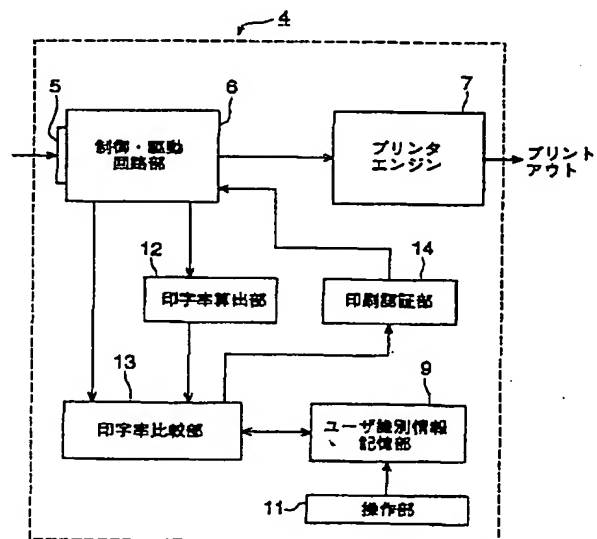 4
5
6
7
制御・駆動
回路部
プリンタ
エンジン
プリント
アウト
12
14
印字率算出部
印刷認証部
13
9
印字率比較部
ユーザ識別情報
記憶部
11
操作部